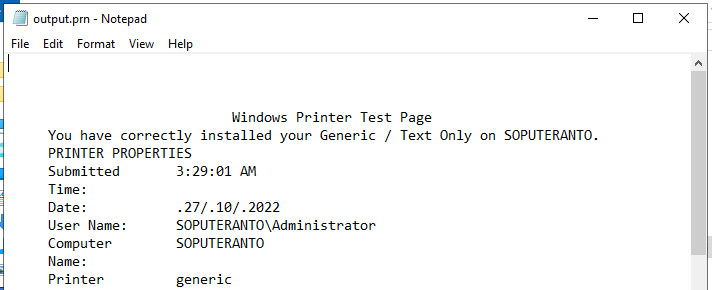 output.prn - Notepad
File Edit Format View Help
Windows Printer Test Page
You have correctly installed your Generic / Text Only on SOPUTERANTO.
PRINTER PROPERTIES
Submitted 3:29:01 AM
Time:
Date: .27/.10/.2022
User Name: SOPUTERANTO\Administrator
Computer SOPUTERANTO
Name:
Printer generic